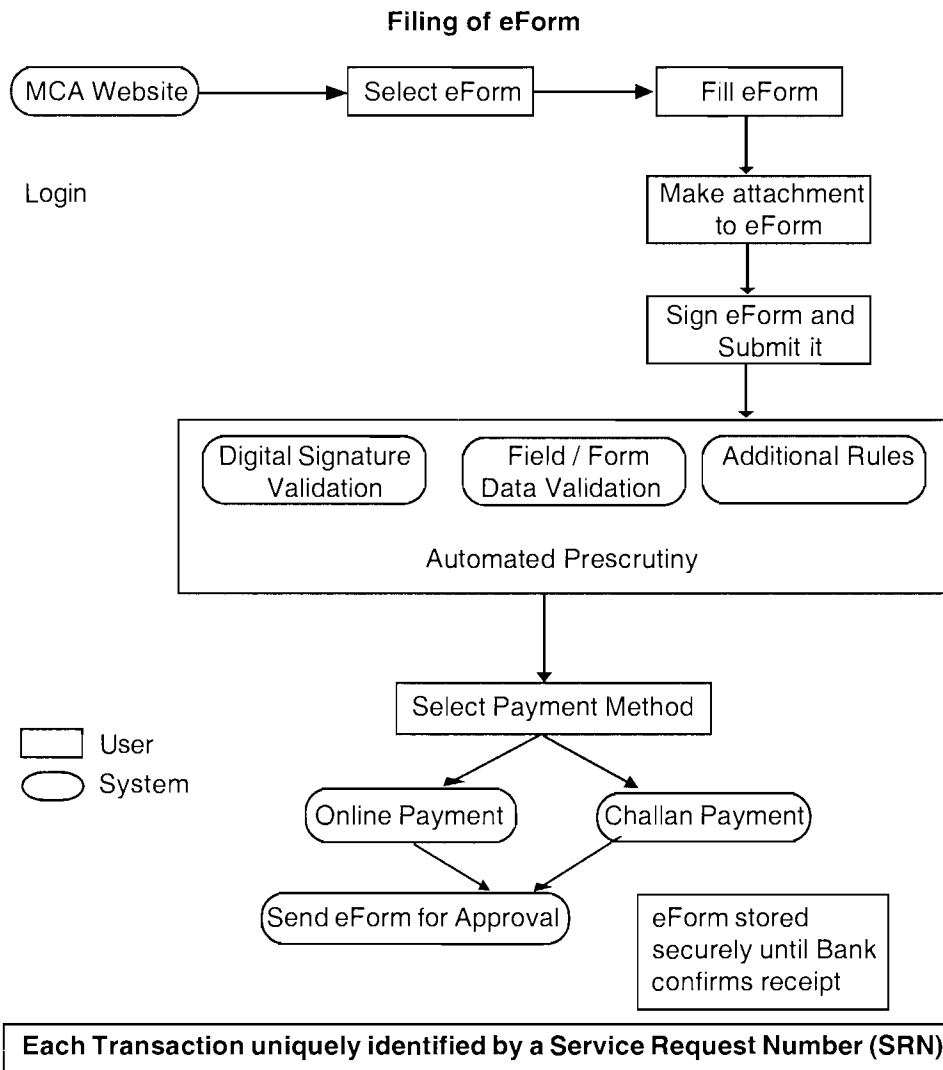 Filing of eForm
MCA Website
Select eForm
Fill eForm
Login
Make attachment
to eForm
Sign eForm and
Submit it
Digital Signature
Validation
Field / Form
Data Validation
Additional Rules
Automated Prescrutiny
Select Payment Method
User
System
Online Payment
Challan Payment
Send eForm for Approval
eForm stored
securely until Bank
confirms receipt
Each Transaction uniquely identified by a Service Request Number (SRN)